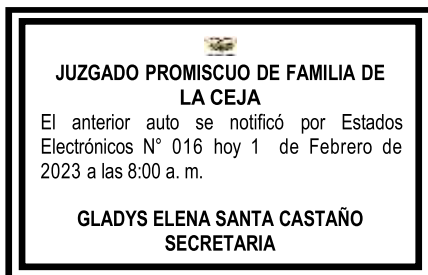 JUZGADO PROMISCUO DE FAMILIA DE
LA CEJA
El anterior auto se notificó por Estados
Electrónicos N° 016 hoy 1 de Febrero de
2023 a las 8:00 a. m.
GLADYS ELENA SANTA CASTAÑO
SECRETARIA